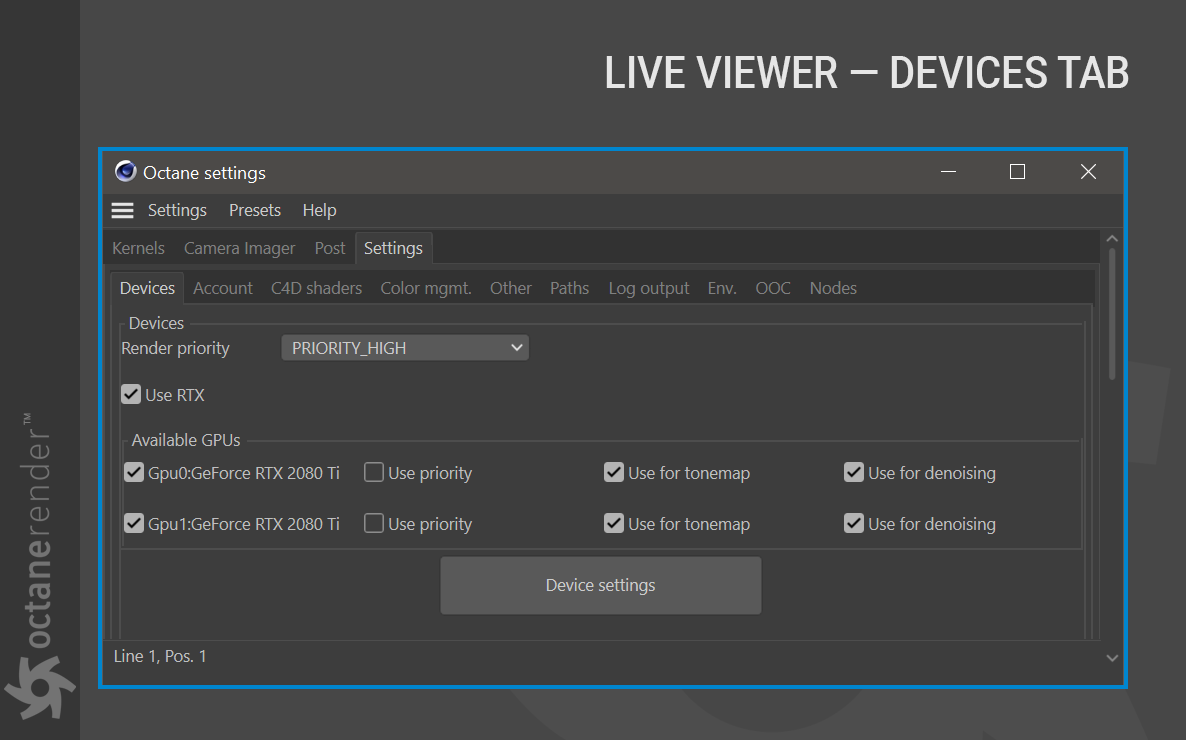 LIVE VIEWER — DEVICES TAB
Octane settings
Settings Presets Help
Kernels Camera Imager Post Settings
Devices Account C4D shaders Color mgmt. Other Paths Log output Env. OOC Nodes
Devices
Render priority PRIORITY_HIGH
Use RTX
Available GPUs
Gpu0:GeForce RTX 2080 Ti Use priority Use for tonemap Use for denoising
Gpu1:GeForce RTX 2080 Ti Use priority Use for tonemap Use for denoising
Device settings
Line 1, Pos. 1
octanerender™